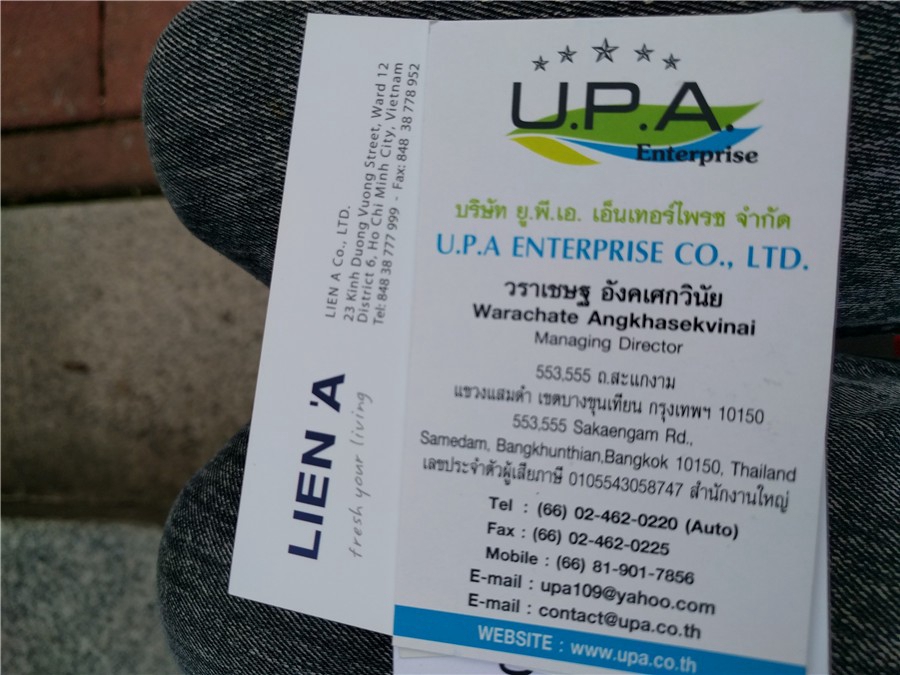 LIEN A Co., LTD.
23 Kinh Duong Vuong Street, Ward 12
District 6, Ho Chi Minh City, Vietnam
Tel: 848 38 777 999 - Fax: 848 38 778 952
LIEN 'A
fresh your living
U.P.A.
Enterprise
บริษัท ยู.พี.เอ. เอ็นเทอร์ไพรซ จำกัด
U.P.A ENTERPRISE CO., LTD.
วราเชษฐ อังคเศกวินัย
Warachate Angkhasekvinai
Managing Director
553,555 ถ.สะแกงาม
แขวงแสมดำ เขตบางขุนเทียน กรุงเทพฯ 10150
553,555 Sakaengam Rd.,
Samedam, Bangkhunthian,Bangkok 10150, Thailand
เลขประจำตัวผู้เสียภาษี 0105543058747 สำนักงานใหญ่
Tel : (66) 02-462-0220 (Auto)
Fax : (66) 02-462-0225
Mobile : (66) 81-901-7856
E-mail : upa109@yahoo.com
E-mail : contact@upa.co.th
WEBSITE : www.upa.co.th